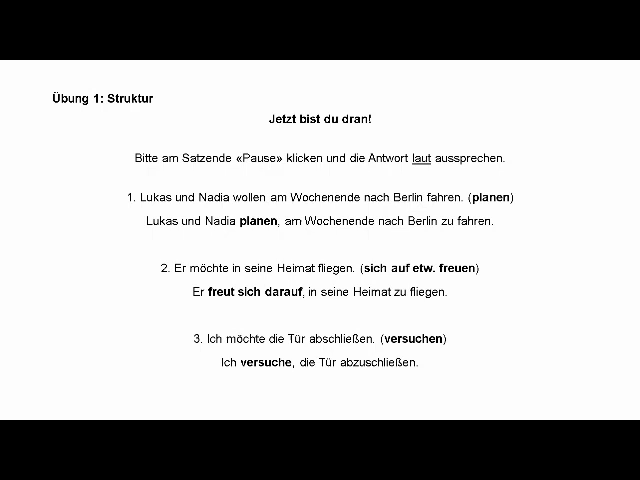 Übung 1: Struktur
Jetzt bist du dran!
Bitte am Satzende «Pause» klicken und die Antwort laut aussprechen.
1. Lukas und Nadia wollen am Wochenende nach Berlin fahren. (planen)
Lukas und Nadia planen, am Wochenende nach Berlin zu fahren.
2. Er möchte in seine Heimat fliegen. (sich auf etw. freuen)
Er freut sich darauf, in seine Heimat zu fliegen.
3. Ich möchte die Tür abschließen. (versuchen)
Ich versuche, die Tür abzuschließen.